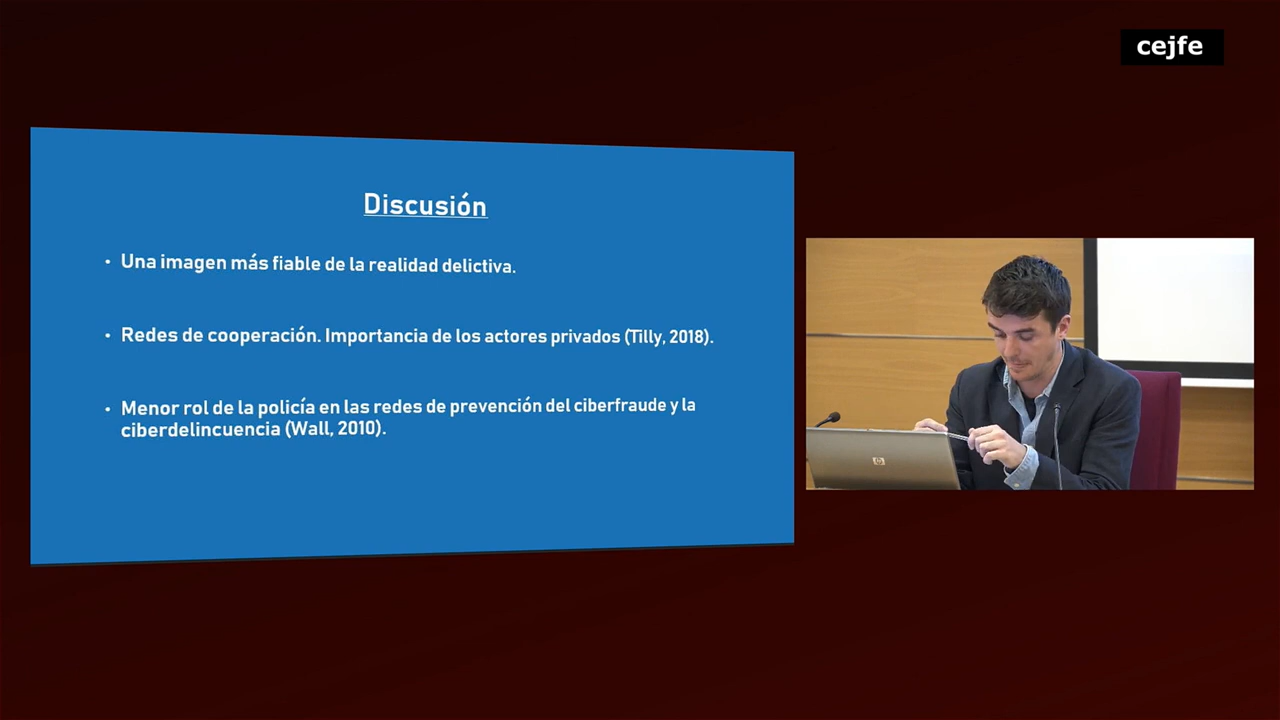 cejfe
Discusión
• Una imagen más fiable de la realidad delictiva.
• Redes de cooperación. Importancia de los actores privados (Tilly, 2018).
• Menor rol de la policía en las redes de prevención del ciberfraude y la
ciberdelincuencia (Wall, 2010).
hp